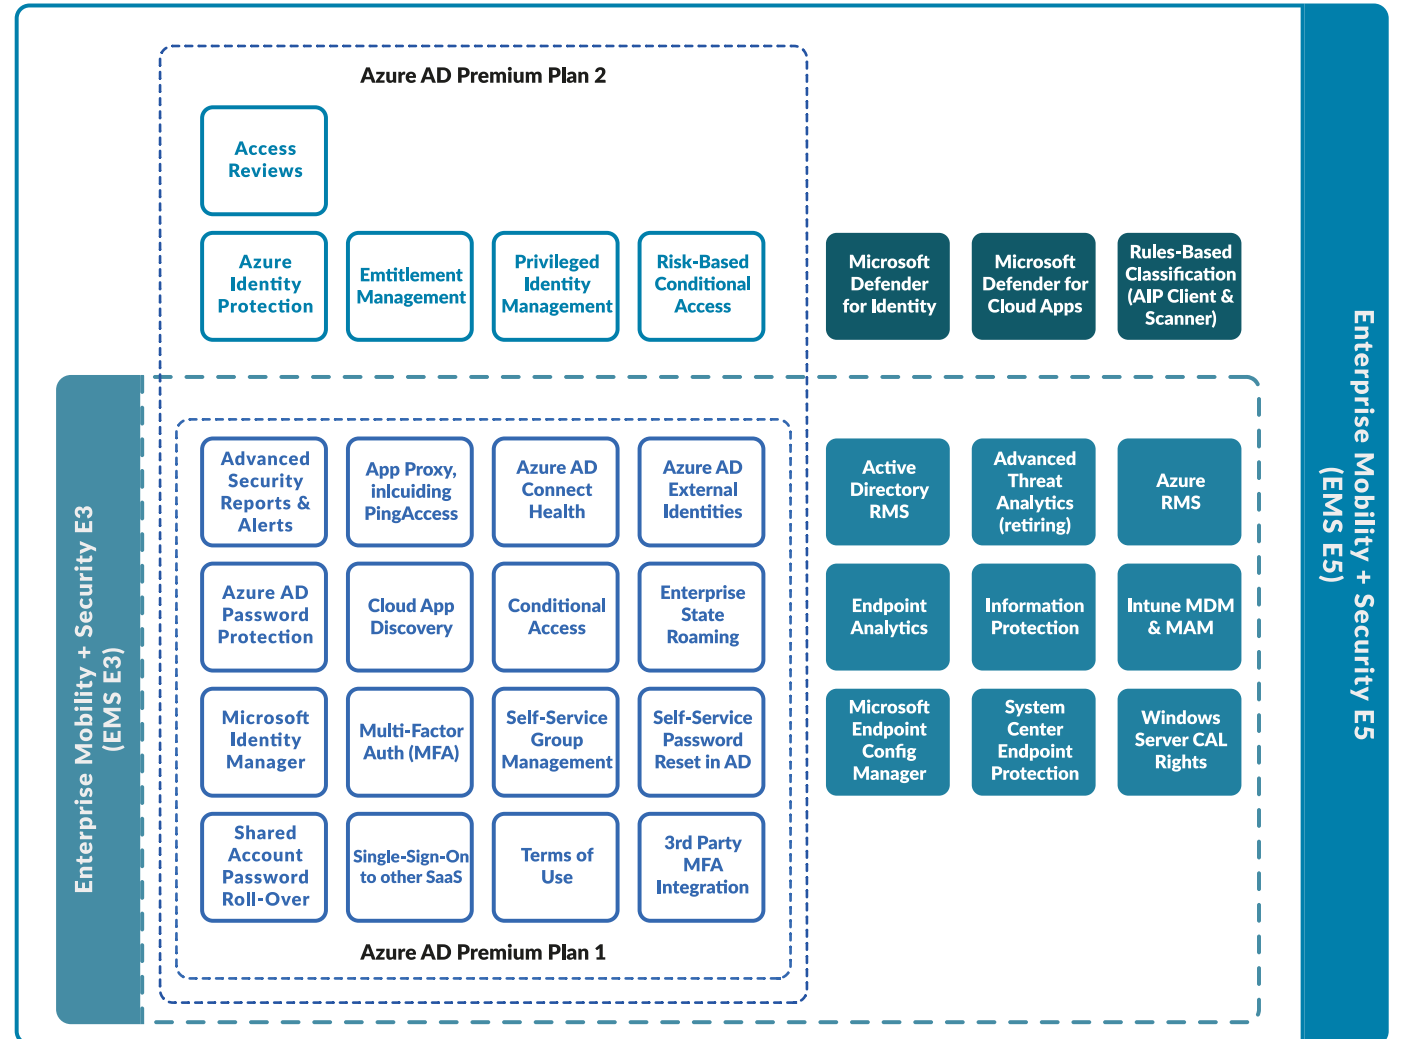 Azure AD Premium Plan 2
Access
Reviews
Azure
Identity
Protection
Emtitlement
Management
Privileged
Identity
Management
Risk-Based
Conditional
Access
Microsoft
Defender
for Identity
Microsoft
Defender for
Cloud Apps
Rules-Based
Classification
(AIP Client &
Scanner)
Enterprise Mobility + Security E3
(EMS E3)
Advanced
Security
Reports &
Alerts
App Proxy,
inlcuiding
PingAccess
Azure AD
Connect
Health
Azure AD
External
Identities
Active
Directory
RMS
Advanced
Threat
Analytics
(retiring)
Azure
RMS
Azure AD
Password
Protection
Cloud App
Discovery
Conditional
Access
Enterprise
State
Roaming
Endpoint
Analytics
Information
Protection
Intune MDM
& MAM
Microsoft
Identity
Manager
Multi-Factor
Auth (MFA)
Self-Service
Group
Management
Self-Service
Password
Reset in AD
Microsoft
Endpoint
Config
Manager
System
Center
Endpoint
Protection
Windows
Server CAL
Rights
Shared
Account
Password
Roll-Over
Single-Sign-On
to other SaaS
Terms of
Use
3rd Party
MFA
Integration
Azure AD Premium Plan 1
Enterprise Mobility + Security E5
(EMS E5)